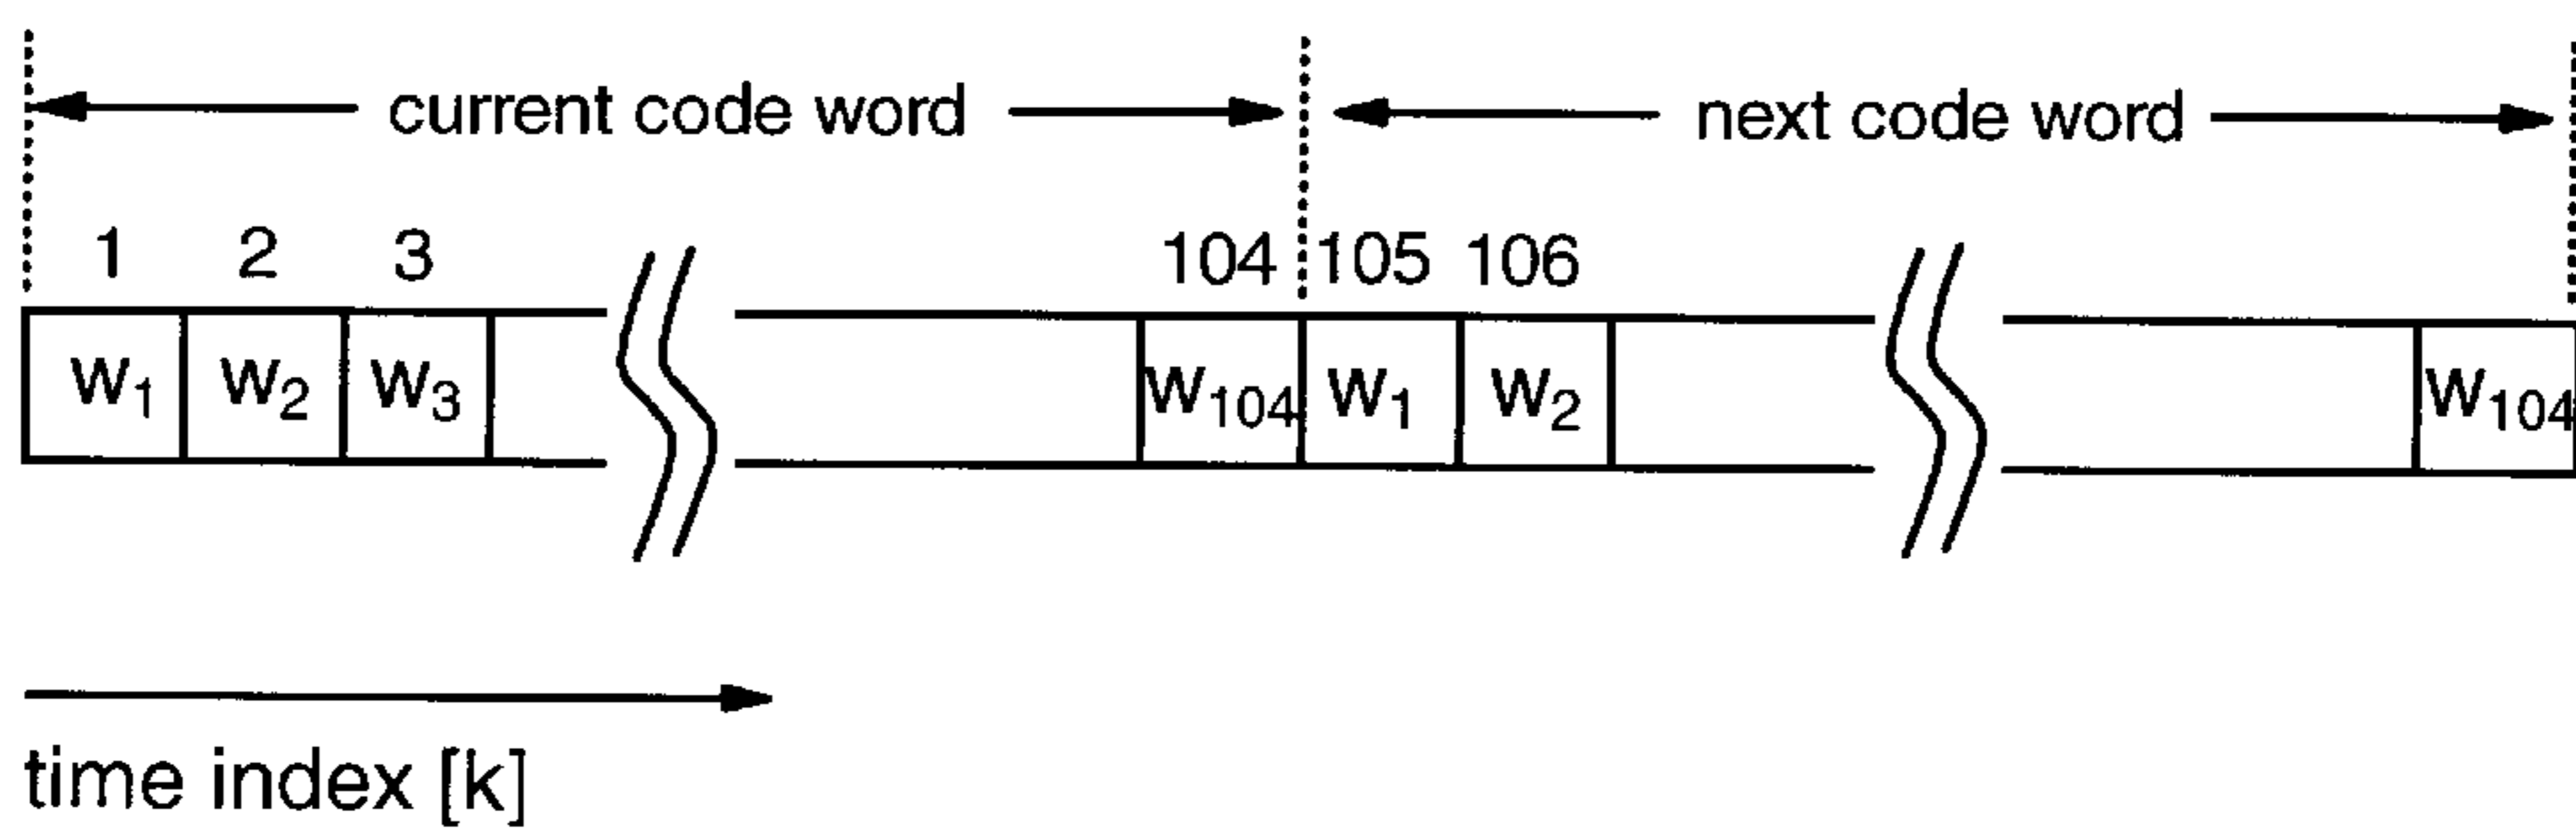 current code word next code word
1 2 3 104 105 106
W₁ W₂ W₃ W₁₀₄ W₁ W₂ W₁₀₄
time index [k]